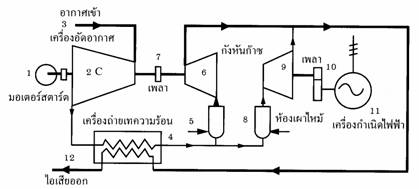 อากาศเข้า
3
เครื่องอัดอากาศ
กังหันก๊าซ
7
9
เพลา
10
1
2 C
6
เพลา
มอเตอร์สตาร์ต
11
เครื่องถ่ายเทความร้อน
5
8
ห้องเผาไหม้
เครื่องกำเนิดไฟฟ้า
4
12
ไอเสียออก